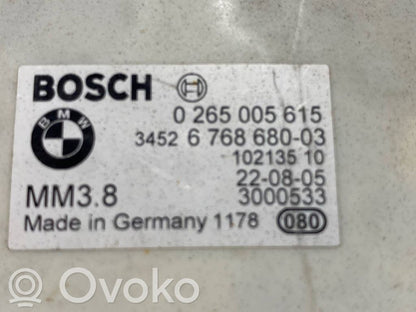 BOSCH
0 265 005 615
BMW
3452 6 768 680-03
102135 10
22-08-05
MM3.8 3000533
Made in Germany 1178 080
Ovoko